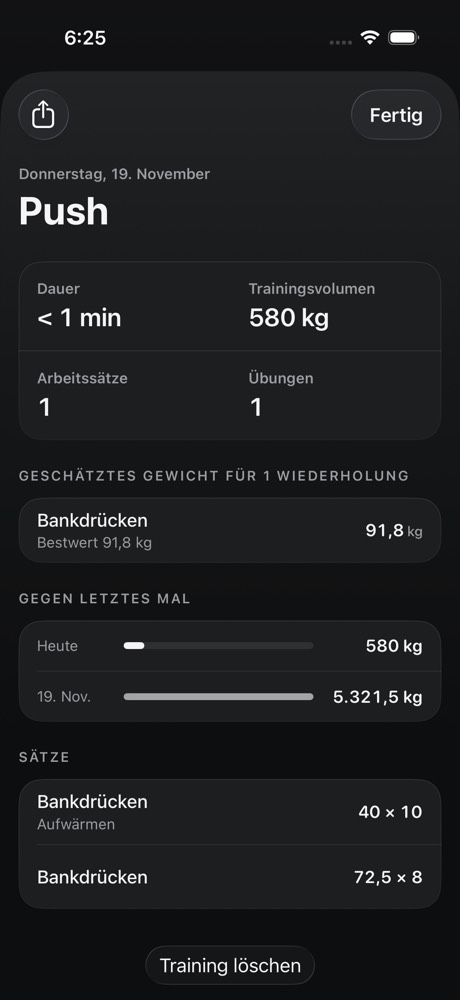 6:25
Fertig
Donnerstag, 19. November
Push
Dauer
Trainingsvolumen
< 1 min
580 kg
Arbeitssätze
Übungen
1
1
GESCHÄTZTES GEWICHT FÜR 1 WIEDERHOLUNG
Bankdrücken
Bestwert 91,8 kg
91,8 kg
GEGEN LETZTES MAL
Heute
580 kg
19. Nov.
5.321,5 kg
SÄTZE
Bankdrücken
Aufwärmen
40 × 10
Bankdrücken
72,5 × 8
Training löschen